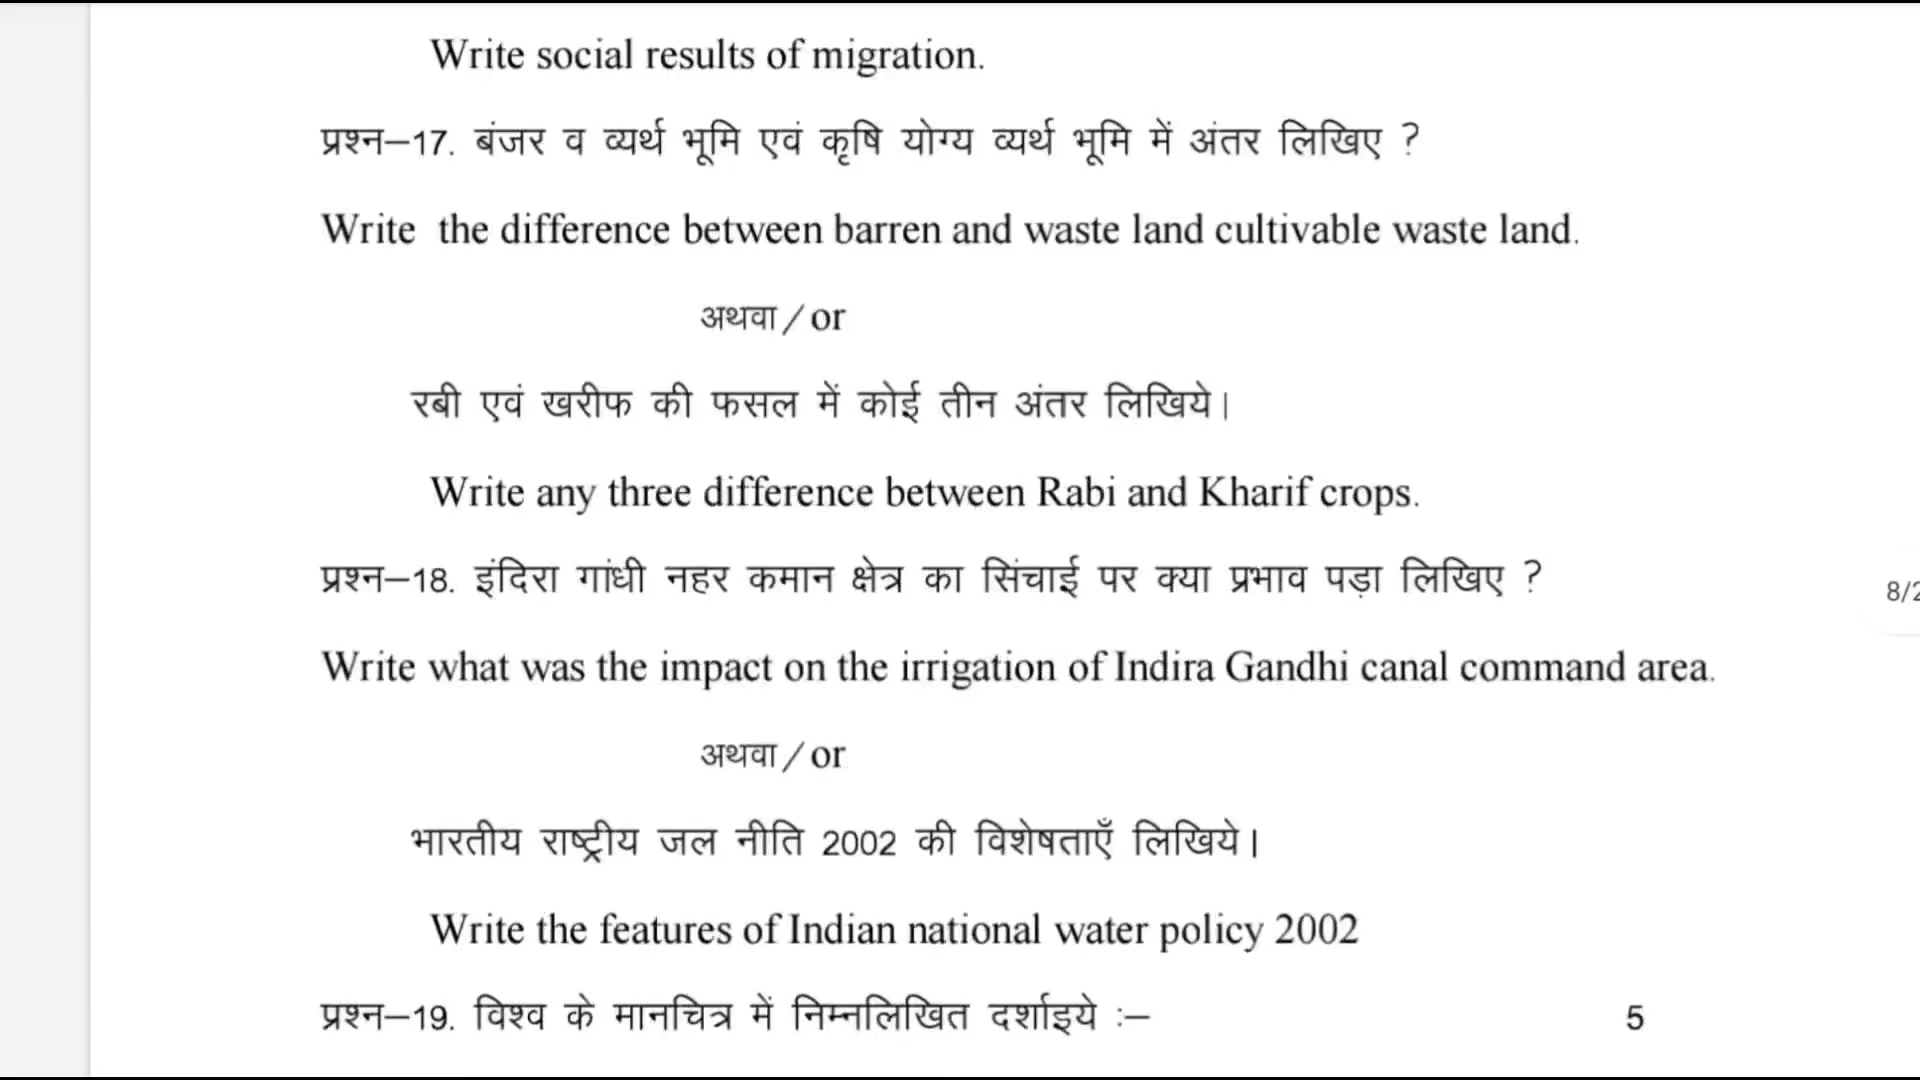 Write social results of migration.
प्रश्न–17. बंजर व व्यर्थ भूमि एवं कृषि योग्य व्यर्थ भूमि में अंतर लिखिए ?
Write the difference between barren and waste land cultivable waste land.
अथवा/or
रबी एवं खरीफ की फसल में कोई तीन अंतर लिखिये।
Write any three difference between Rabi and Kharif crops.
प्रश्न–18. इंदिरा गांधी नहर कमान क्षेत्र का सिंचाई पर क्या प्रभाव पड़ा लिखिए ?
Write what was the impact on the irrigation of Indira Gandhi canal command area.
अथवा/or
भारतीय राष्ट्रीय जल नीति 2002 की विशेषताएँ लिखिये।
Write the features of Indian national water policy 2002
प्रश्न–19. विश्व के मानचित्र में निम्नलिखित दर्शाइये :– 5